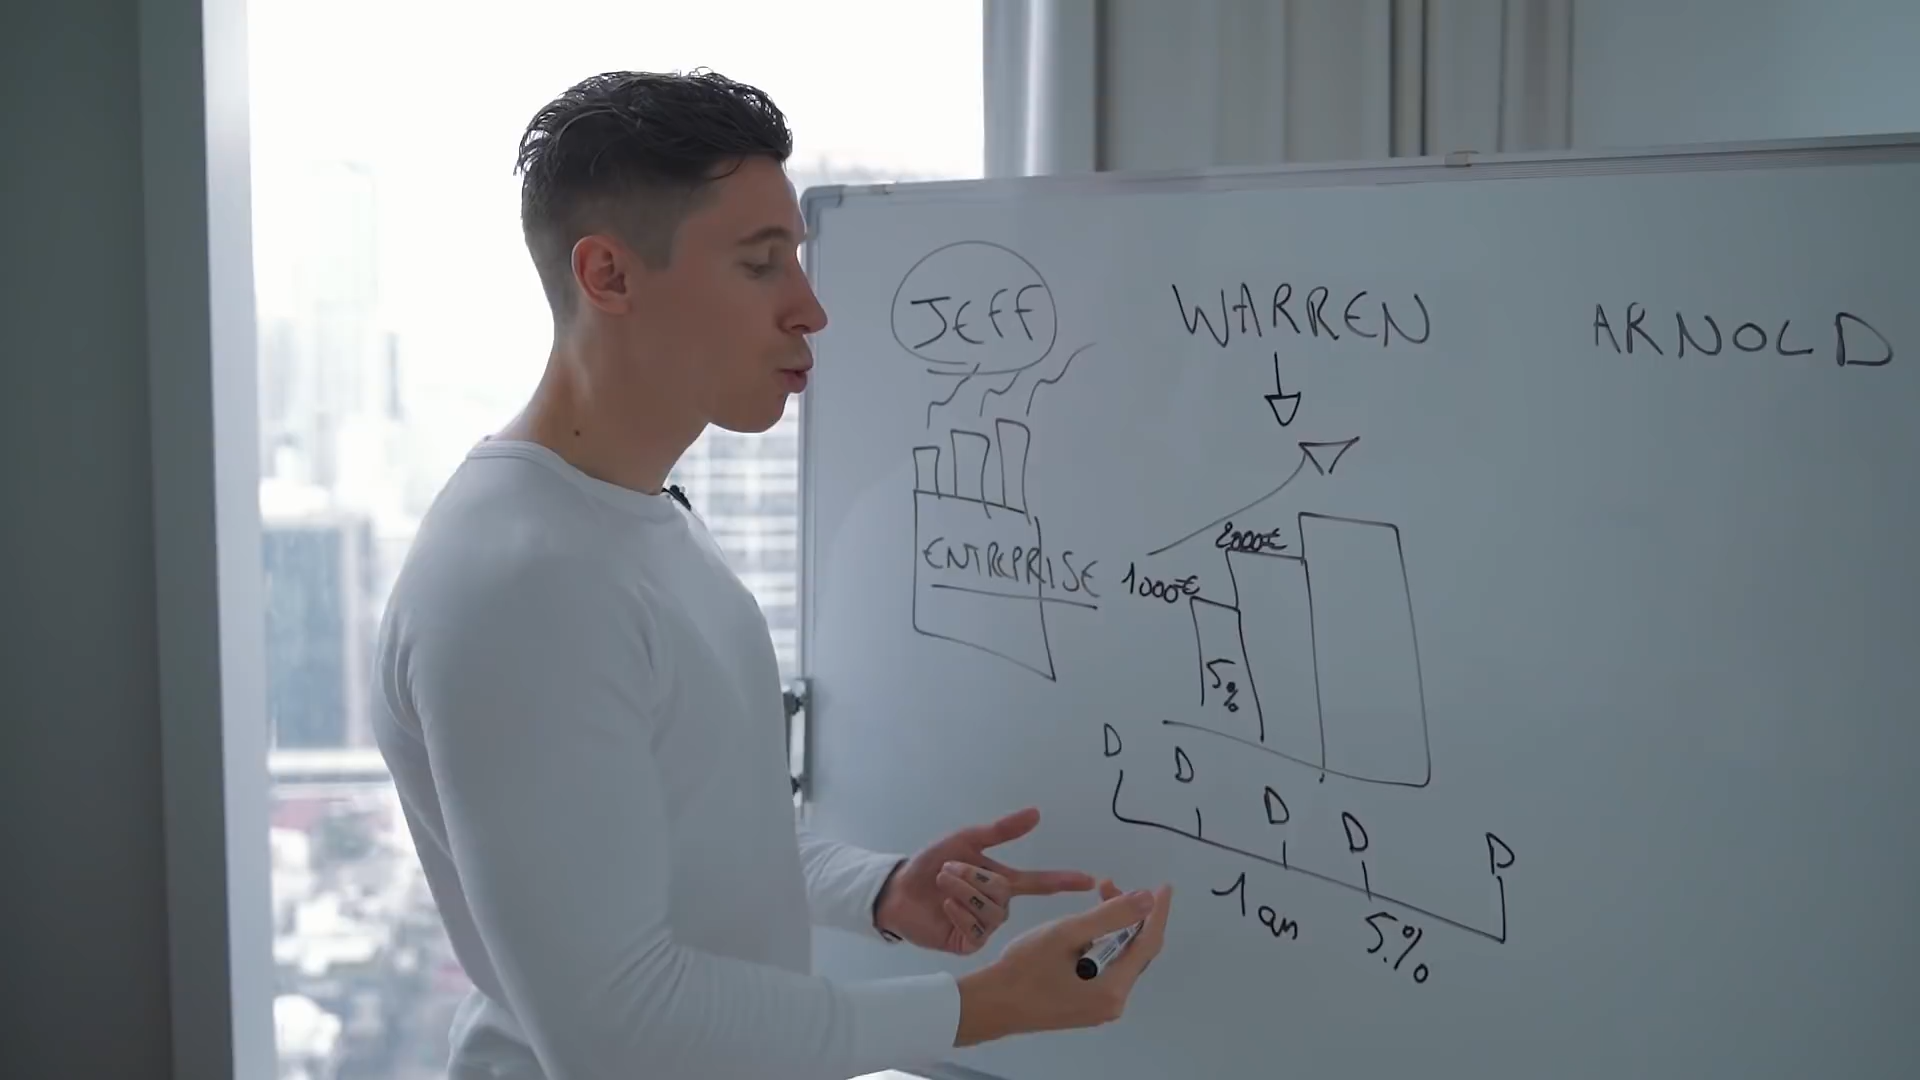 JEFF
WARREN
ARNOLD
ENTREPRISE
1000€
2000€
5%
D D D D D
1 an
5%